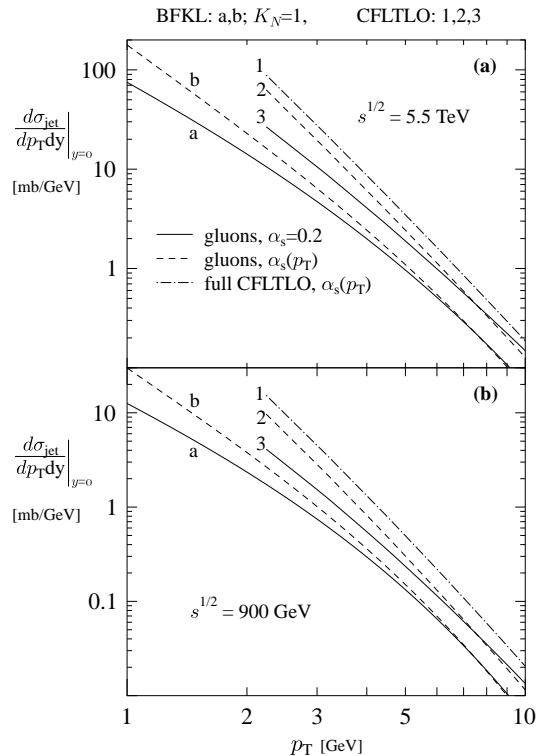 BFKL: a,b; K_N=1, CFLTLO: 1,2,3
(a)
100
10
1
dσ_jet
dp_T dy |_y=0
[mb/GeV]
1
2
3
b
a
s^1/2 = 5.5 TeV
gluons, α_s=0.2
gluons, α_s(p_T)
full CFLTLO, α_s(p_T)
(b)
10
1
0.1
dσ_jet
dp_T dy |_y=0
[mb/GeV]
1
2
3
b
a
s^1/2 = 900 GeV
1 2 3 5 7 10
p_T [GeV]